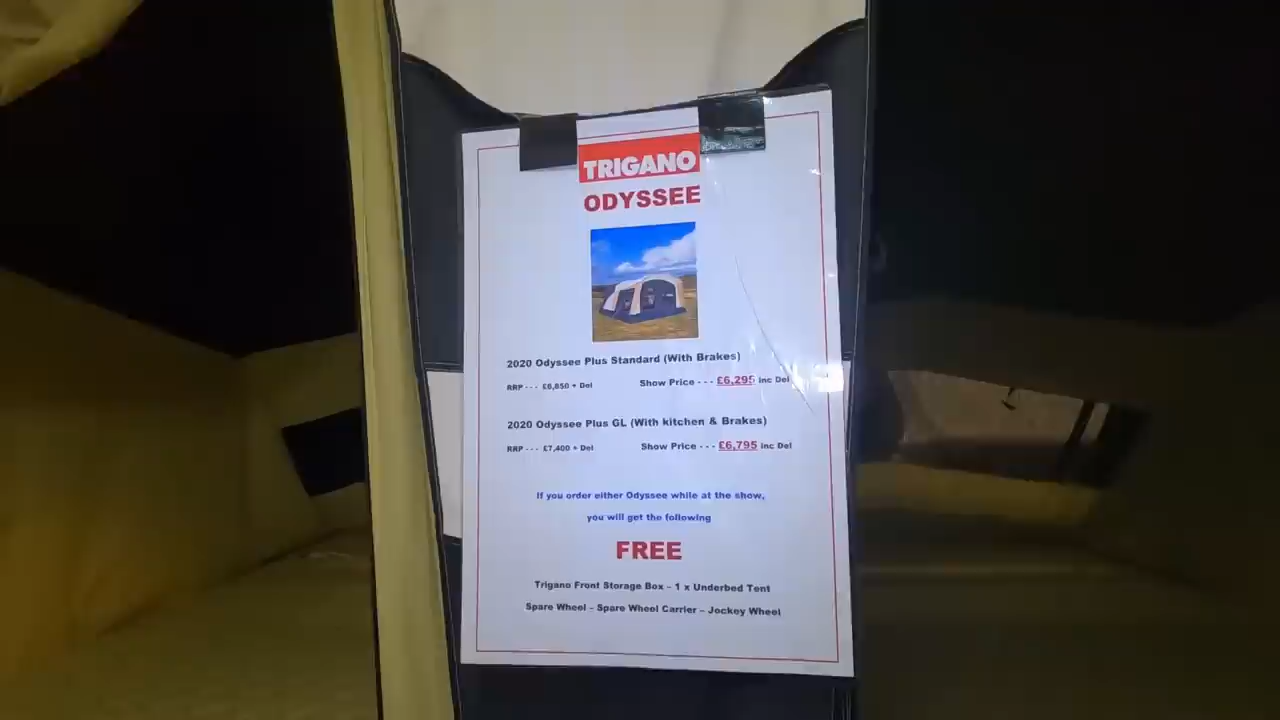 TRIGANO
ODYSSEE
2020 Odyssee Plus Standard (With Brakes)
RRP --- £6,850 + Del Show Price --- £6,295 inc Del
2020 Odyssee Plus GL (With kitchen & Brakes)
RRP --- £7,400 + Del Show Price --- £6,795 inc Del
If you order either Odyssee while at the show,
you will get the following
FREE
Trigano Front Storage Box – 1 x Underbed Tent
Spare Wheel – Spare Wheel Carrier – Jockey Wheel